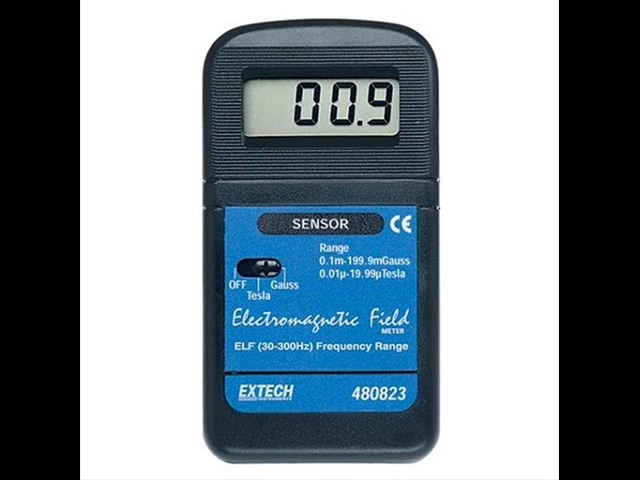 00.9
SENSOR CE
Range
0.1m-199.9mGauss
0.01µ-19.99µTesla
OFF Gauss
Tesla
Electromagnetic Field
METER
ELF (30-300Hz) Frequency Range
EXTECH 480823
INSTRUMENTS